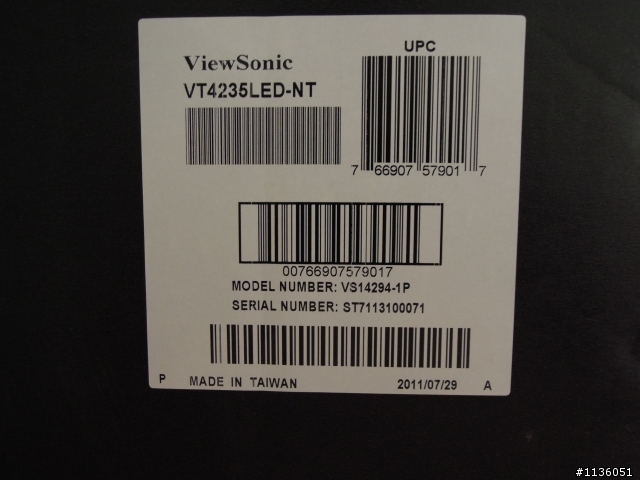 ViewSonic
VT4235LED-NT
UPC
7 66907 57901 7
00766907579017
MODEL NUMBER: VS14294-1P
SERIAL NUMBER: ST7113100071
P MADE IN TAIWAN 2011/07/29 A
#1136051